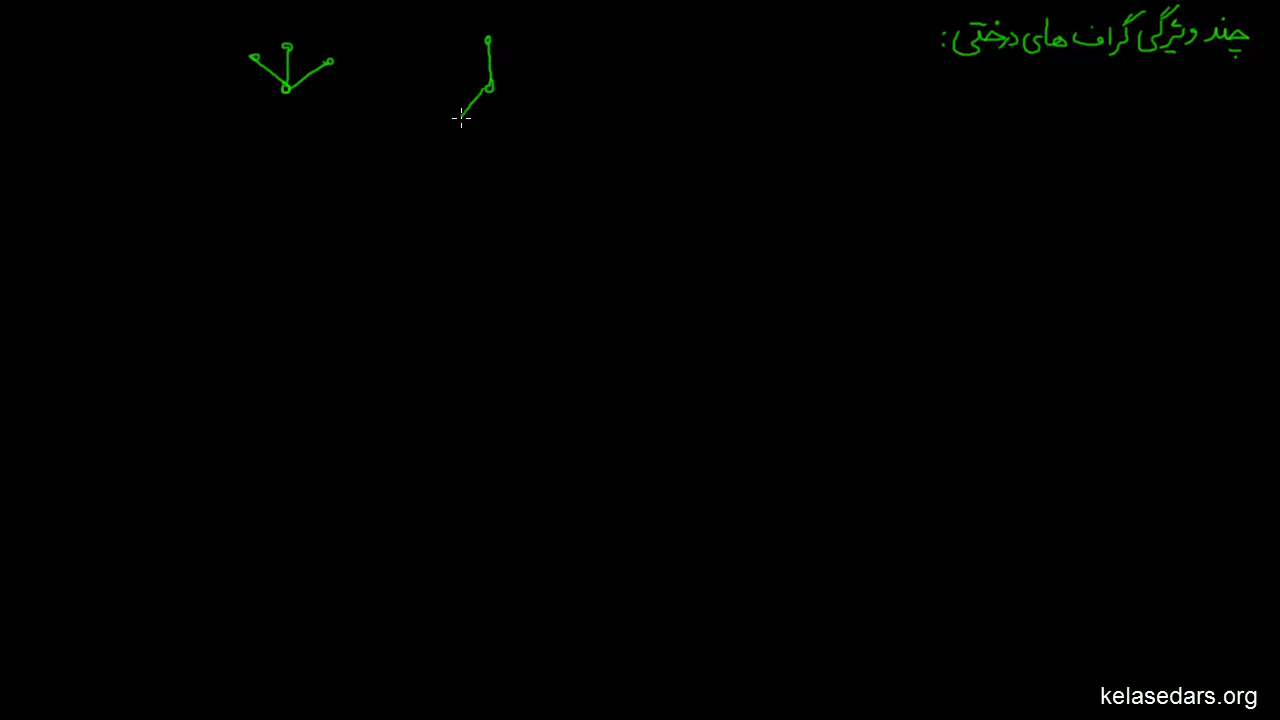 چند ویژگی گراف های درختی :
kelasedars.org